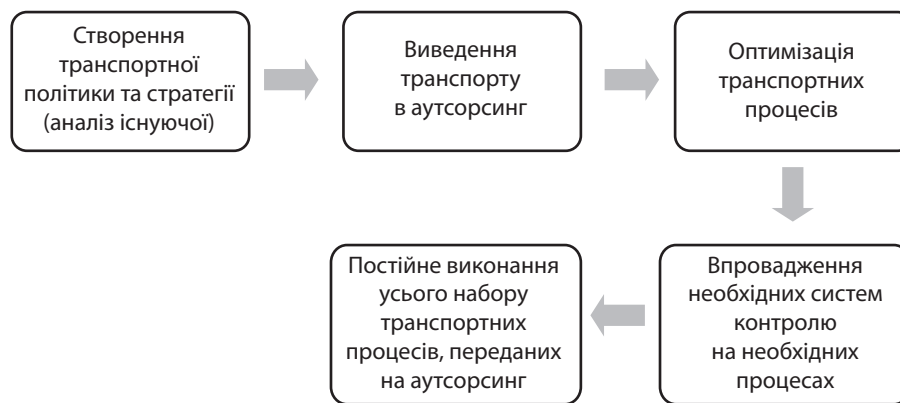 Створення
транспортної
політики та стратегії
(аналіз існуючої)
Виведення
транспорту
в аутсорсинг
Оптимізація
транспортних
процесів
Впровадження
необхідних систем
контролю
на необхідних
процесах
Постійне виконання
усього набору
транспортних
процесів, переданих
на аутсорсинг